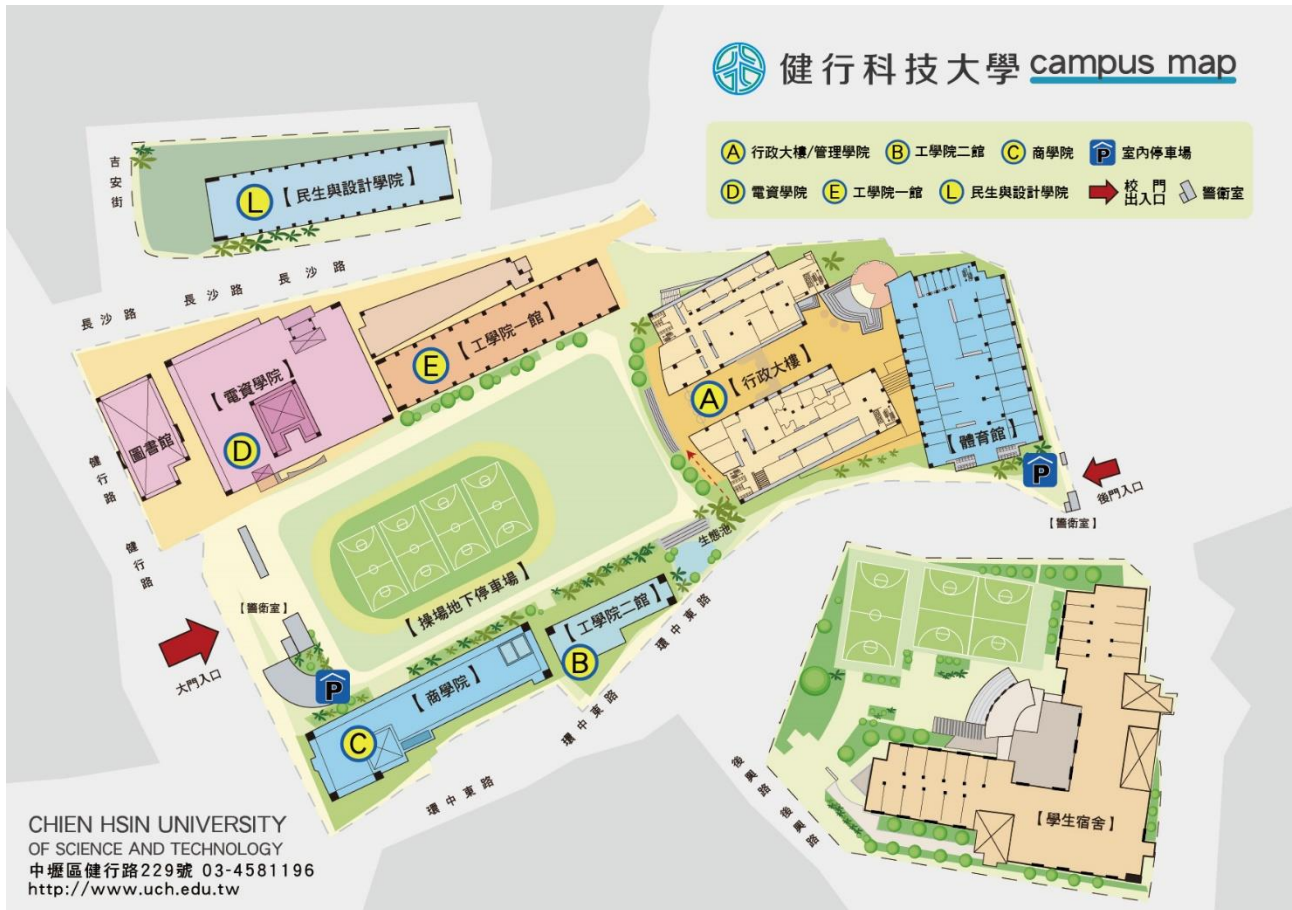 健行科技大學 campus map
A 行政大樓/管理學院 B 工學院二館 C 商學院 P 室內停車場
D 電資學院 E 工學院一館 L 民生與設計學院 校門出入口 警衛室
吉安街
L 【民生與設計學院】
長沙路 長沙路 長沙路
E 【工學院一館】
【電資學院】
D
圖書館
健行路
健行路
A 【行政大樓】
【體育館】
P
後門入口
【警衛室】
生態池
【操場地下停車場】
【警衛室】
大門入口
P
【工學院二館】
B
【商學院】
C
環中東路
環中東路
環中東路
後興路
後興路
【學生宿舍】
CHIEN HSIN UNIVERSITY
OF SCIENCE AND TECHNOLOGY
中壢區健行路229號 03-4581196
http://www.uch.edu.tw